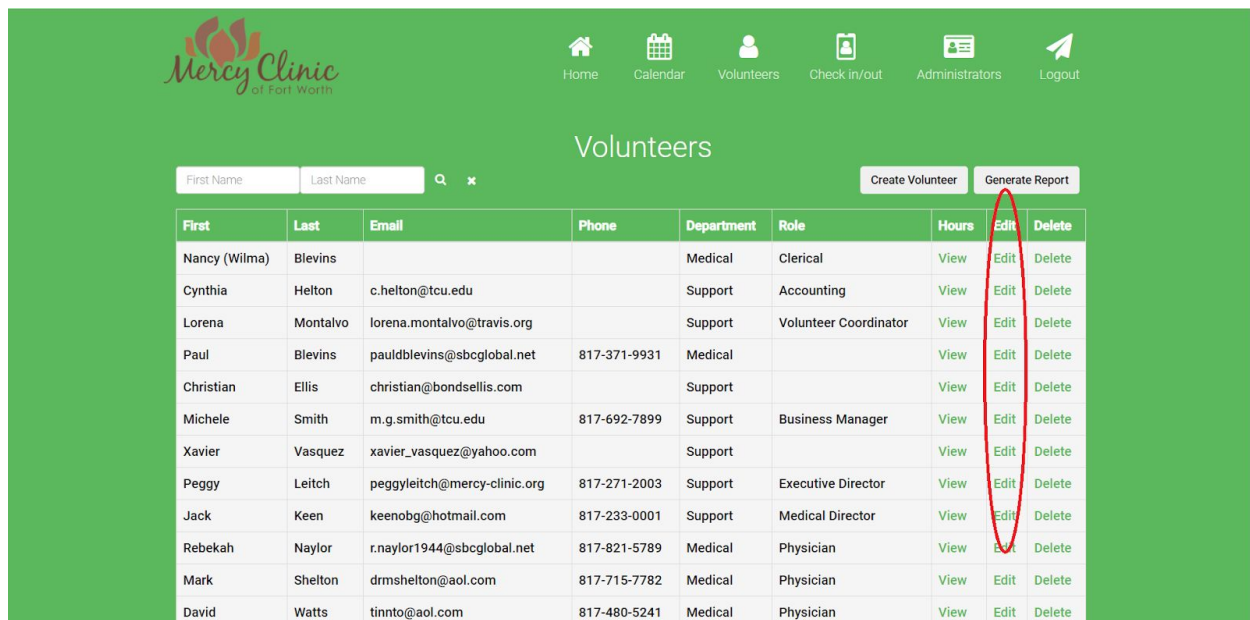 Mercy Clinic
of Fort Worth
Home Calendar Volunteers Check in/out Administrators Logout
Volunteers
First Name Last Name Create Volunteer Generate Report
First Last Email Phone Department Role Hours Edit Delete
Nancy (Wilma) Blevins Medical Clerical View Edit Delete
Cynthia Helton c.helton@tcu.edu Support Accounting View Edit Delete
Lorena Montalvo lorena.montalvo@travis.org Support Volunteer Coordinator View Edit Delete
Paul Blevins pauldblevins@sbcglobal.net 817-371-9931 Medical View Edit Delete
Christian Ellis christian@bondsellis.com Support View Edit Delete
Michele Smith m.g.smith@tcu.edu 817-692-7899 Support Business Manager View Edit Delete
Xavier Vasquez xavier_vasquez@yahoo.com Support View Edit Delete
Peggy Leitch peggyleitch@mercy-clinic.org 817-271-2003 Support Executive Director View Edit Delete
Jack Keen keenobg@hotmail.com 817-233-0001 Support Medical Director View Edit Delete
Rebekah Naylor r.naylor1944@sbcglobal.net 817-821-5789 Medical Physician View Edit Delete
Mark Shelton drmshelton@aol.com 817-715-7782 Medical Physician View Edit Delete
David Watts tinnto@aol.com 817-480-5241 Medical Physician View Edit Delete